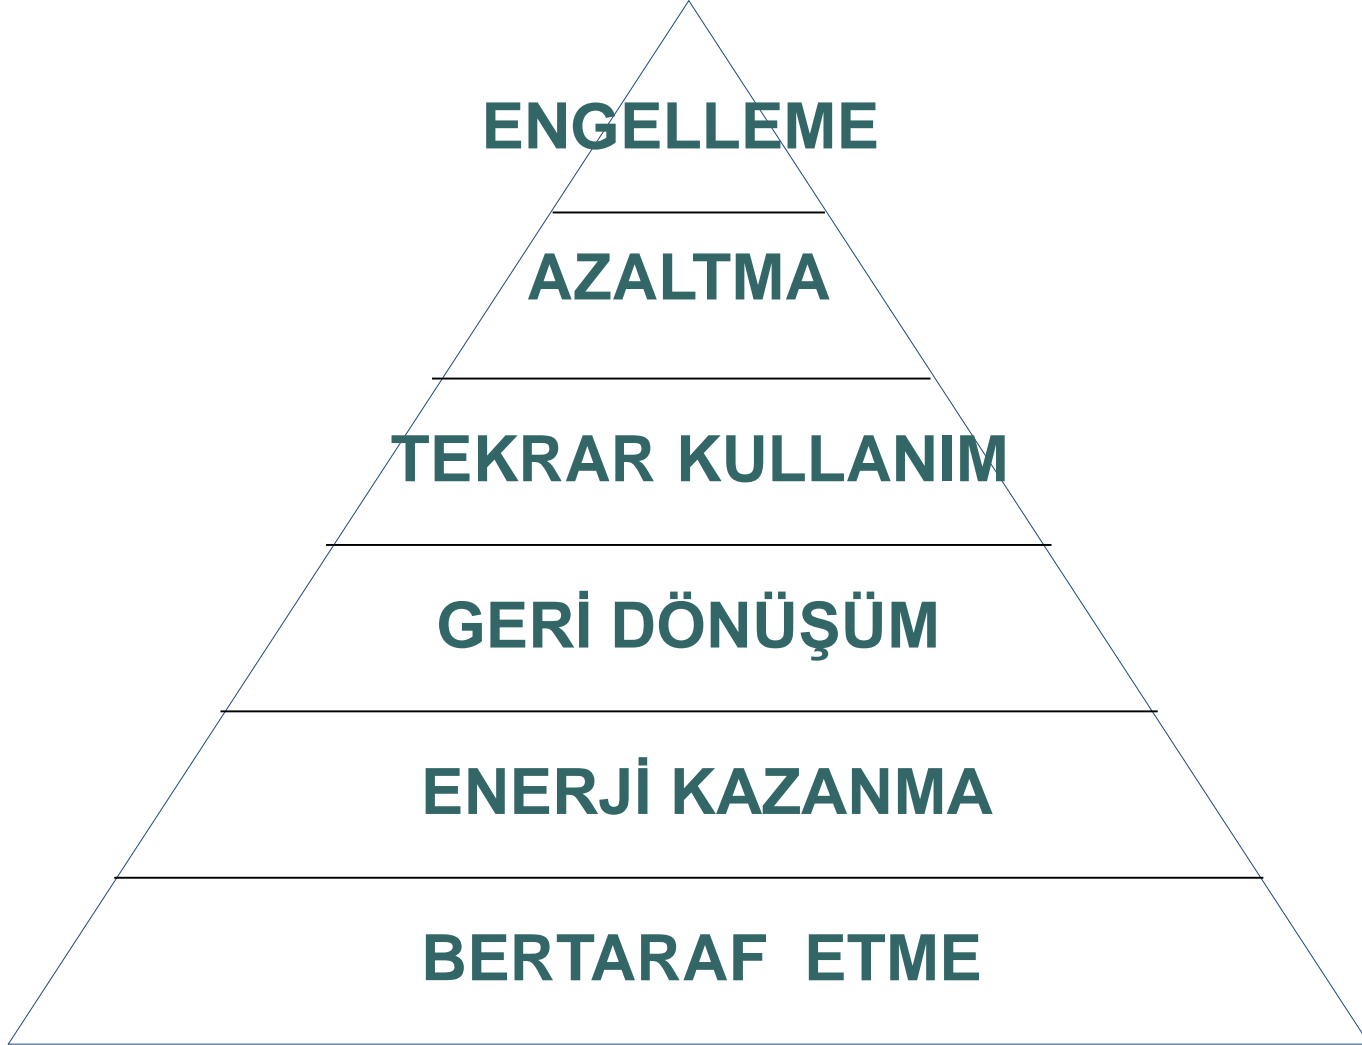 ENGELLEME
AZALTMA
TEKRAR KULLANIM
GERİ DÖNÜŞÜM
ENERJİ KAZANMA
BERTARAF ETME